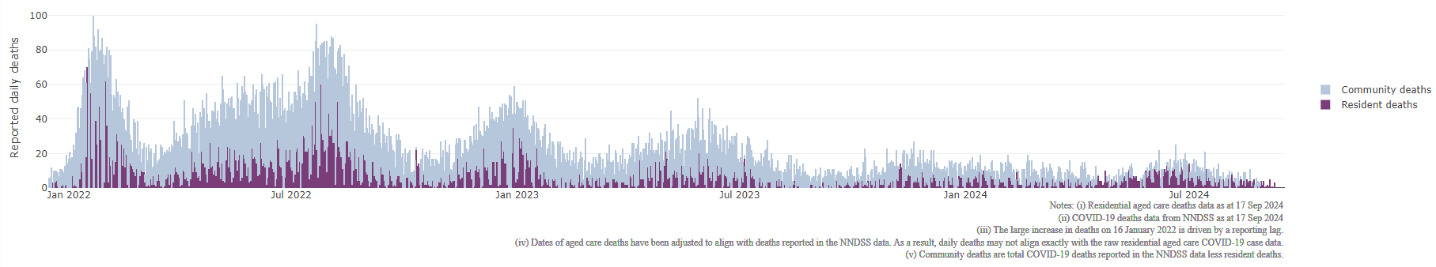 Reported daily deaths
100
80
60
40
20
0
Jan 2022
Jul 2022
Jan 2023
Jul 2023
Jan 2024
Jul 2024
Community deaths
Resident deaths
Notes: (i) Residential aged care deaths data as at 17 Sep 2024
(ii) COVID-19 deaths data from NNDSS as at 17 Sep 2024
(iii) The large increase in deaths on 16 January 2022 is driven by a reporting lag.
(iv) Dates of aged care deaths have been adjusted to align with deaths reported in the NNDSS data. As a result, daily deaths may not align exactly with the raw residential aged care COVID-19 case data.
(v) Community deaths are total COVID-19 deaths reported in the NNDSS data less resident deaths.